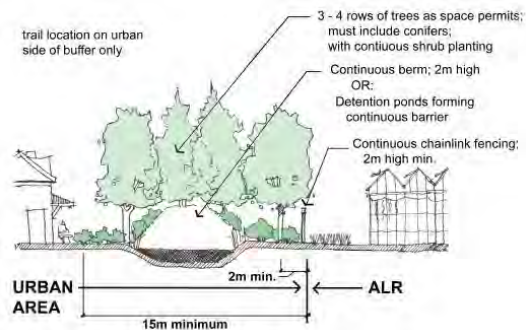 trail location on urban
side of buffer only
3 - 4 rows of trees as space permits;
must include conifers;
with contiuous shrub planting
Continuous berm; 2m high
OR:
Detention ponds forming
continuous barrier
Continuous chainlink fencing;
2m high min.
2m min.
URBAN
AREA
ALR
15m minimum